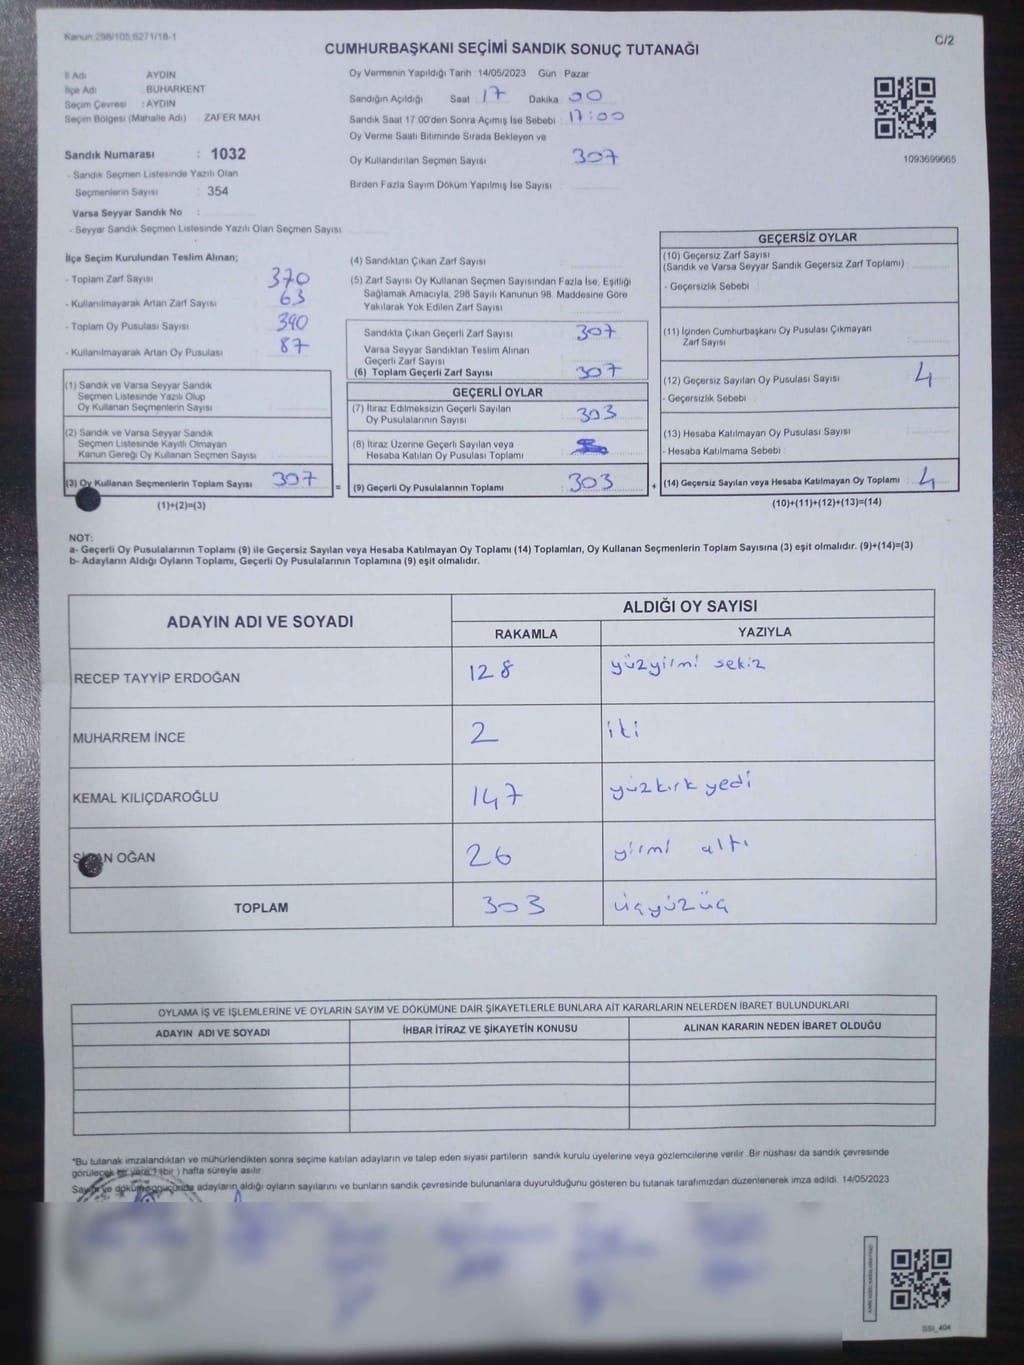 Kanun 298/105 6271/18-1
C/2
CUMHURBAŞKANI SEÇİMİ SANDIK SONUÇ TUTANAĞI
İl Adı AYDIN
İlçe Adı BUHARKENT
Seçim Çevresi : AYDIN
Seçim Bölgesi (Mahalle Adı) ZAFER MAH.
Sandık Numarası : 1032
- Sandık Seçmen Listesinde Yazılı Olan
Seçmenlerin Sayısı 354
Varsa Seyyar Sandık No :
- Seyyar Sandık Seçmen Listesinde Yazılı Olan Seçmen Sayısı
Oy Vermenin Yapıldığı Tarih 14/05/2023 Gün Pazar
Sandığın Açıldığı Saat 17 Dakika 00
Sandık Saat 17.00'den Sonra Açımış İse Sebebi 17:00
Oy Verme Saati Bitiminde Sırada Bekleyen ve
Oy Kullandırılan Seçmen Sayısı 307
Birden Fazla Sayım Döküm Yapılmış İse Sayısı
1093699665
İlçe Seçim Kurulundan Teslim Alınan;
- Toplam Zarf Sayısı 370
- Kullanılmayarak Artan Zarf Sayısı 63
- Toplam Oy Pusulası Sayısı 390
- Kullanılmayarak Artan Oy Pusulası 87
(1) Sandık ve Varsa Seyyar Sandık
Seçmen Listesinde Yazılı Olup
Oy Kullanan Seçmenlerin Sayısı
(2) Sandık ve Varsa Seyyar Sandık
Seçmen Listesinde Kayıtlı Olmayan
Kanun Gereği Oy Kullanan Seçmen Sayısı
(3) Oy Kullanan Seçmenlerin Toplam Sayısı 307 =
(1)+(2)=(3)
(4) Sandıktan Çıkan Zarf Sayısı
(5) Zarf Sayısı Oy Kullanan Seçmen Sayısından Fazla İse, Eşitliği
Sağlamak Amacıyla, 298 Sayılı Kanunun 98. Maddesine Göre
Yakılarak Yok Edilen Zarf Sayısı
Sandıkta Çıkan Geçerli Zarf Sayısı 307
Varsa Seyyar Sandıktan Teslim Alınan
Geçerli Zarf Sayısı
(6) Toplam Geçerli Zarf Sayısı 307
GEÇERLİ OYLAR
(7) İtiraz Edilmeksizin Geçerli Sayılan
Oy Pusulalarının Sayısı 303
(8) İtiraz Üzerine Geçerli Sayılan veya
Hesaba Katılan Oy Pusulası Toplamı
(9) Geçerli Oy Pusulalarının Toplamı 303 +
GEÇERSİZ OYLAR
(10) Geçersiz Zarf Sayısı
(Sandık ve Varsa Seyyar Sandık Geçersiz Zarf Toplamı)
- Geçersizlik Sebebi
(11) İçinden Cumhurbaşkanı Oy Pusulası Çıkmayan
Zarf Sayısı
(12) Geçersiz Sayılan Oy Pusulası Sayısı 4
- Geçersizlik Sebebi
(13) Hesaba Katılmayan Oy Pusulası Sayısı
- Hesaba Katılmama Sebebi
(14) Geçersiz Sayılan veya Hesaba Katılmayan Oy Toplamı 4
(10)+(11)+(12)+(13)=(14)
NOT:
a- Geçerli Oy Pusulalarının Toplamı (9) ile Geçersiz Sayılan veya Hesaba Katılmayan Oy Toplamı (14) Toplamları, Oy Kullanan Seçmenlerin Toplam Sayısına (3) eşit olmalıdır. (9)+(14)=(3)
b- Adayların Aldığı Oyların Toplamı, Geçerli Oy Pusulalarının Toplamına (9) eşit olmalıdır.
ADAYIN ADI VE SOYADI ALDIĞI OY SAYISI
RAKAMLA YAZIYLA
RECEP TAYYİP ERDOĞAN 128 yüzyilmi sekiz
MUHARREM İNCE 2 iki
KEMAL KILIÇDAROĞLU 147 yüzkırk yedi
OĞAN 26 yirmi altı
TOPLAM 303 üçyüzüç
OYLAMA İŞ VE İŞLEMLERİNE VE OYLARIN SAYIM VE DÖKÜMÜNE DAİR ŞİKAYETLERLE BUNLARA AİT KARARLARIN NELERDEN İBARET BULUNDUKLARI
ADAYIN ADI VE SOYADI İHBAR İTİRAZ VE ŞİKAYETİN KONUSU ALINAN KARARIN NEDEN İBARET OLDUĞU
"Bu tutanak imzalandıktan ve mühürlendikten sonra seçime katılan adayların ve talep eden siyasi partilerin sandık kurulu üyelerine veya gözlemcilerine verilir. Bir nüshası da sandık çevresinde
görülecek bir yere 1 (bir ) hafta süreyle asılır
Sayım ve döküm sonucunda adayların aldığı oyların sayılarını ve bunların sandık çevresinde bulunanlara duyurulduğunu gösteren bu tutanak tarafımızdan düzenlenerek imza edildi. 14/05/2023
SSI_404